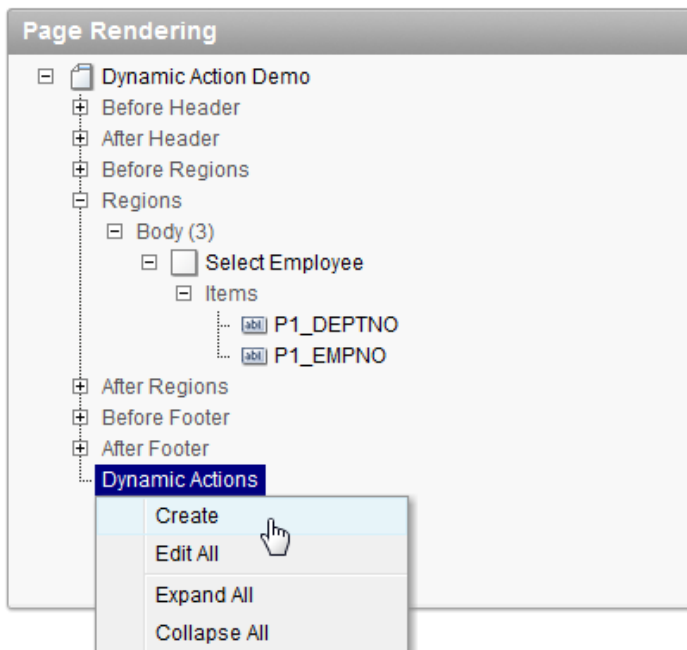 Page Rendering
Dynamic Action Demo
Before Header
After Header
Before Regions
Regions
Body (3)
Select Employee
Items
P1_DEPTNO
P1_EMPNO
After Regions
Before Footer
After Footer
Dynamic Actions
Create
Edit All
Expand All
Collapse All